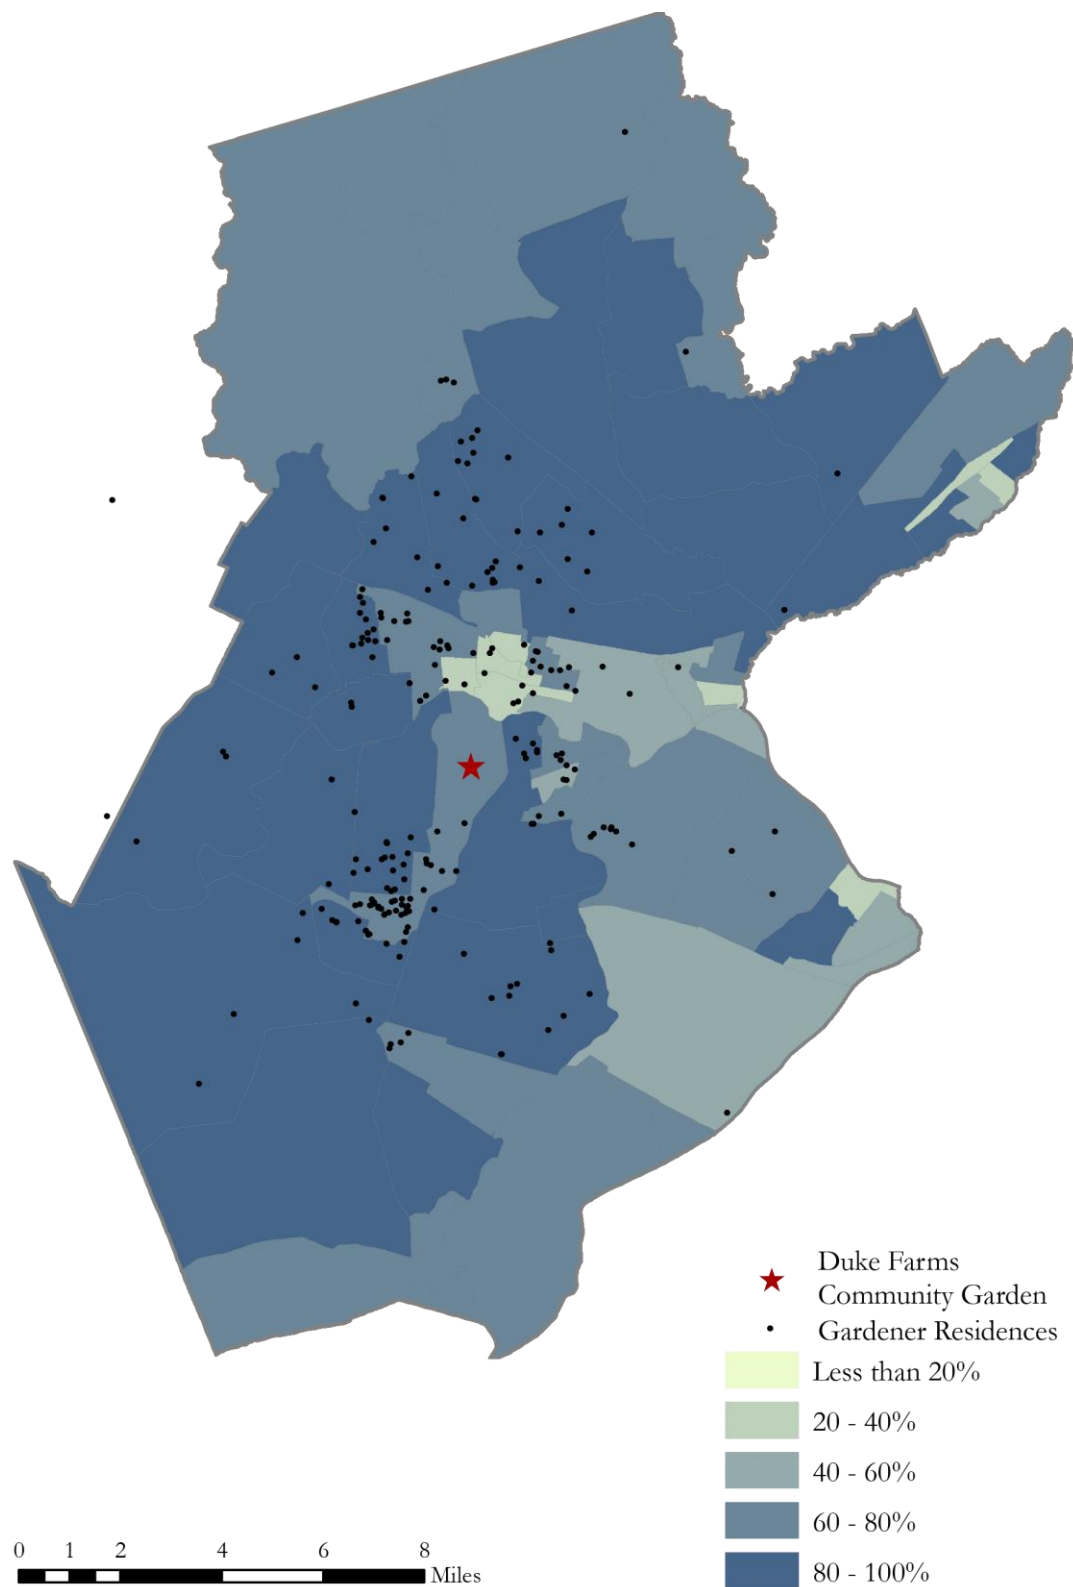 Duke Farms
Community Garden
Gardener Residences
Less than 20%
20 - 40%
40 - 60%
60 - 80%
80 - 100%
0 1 2 4 6 8
Miles